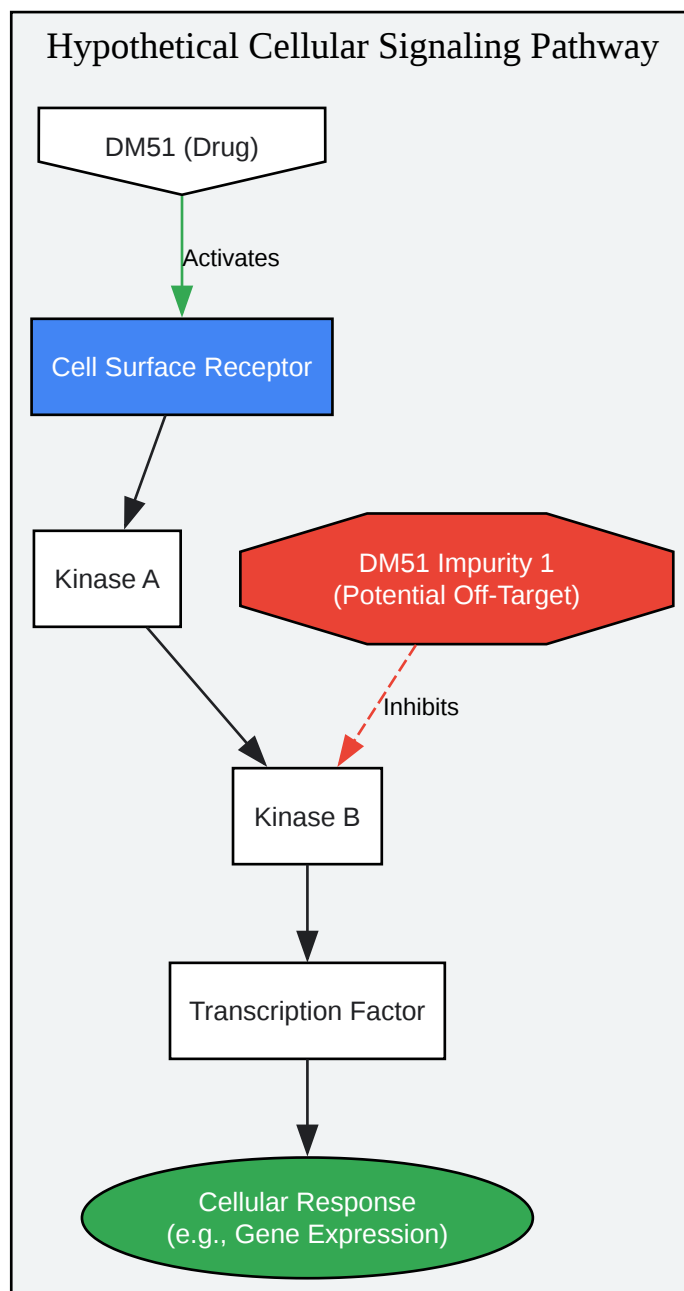 Hypothetical Cellular Signaling Pathway
DM51 (Drug)
Activates
Cell Surface Receptor
Kinase A
DM51 Impurity 1
(Potential Off-Target)
Inhibits
Kinase B
Transcription Factor
Cellular Response
(e.g., Gene Expression)